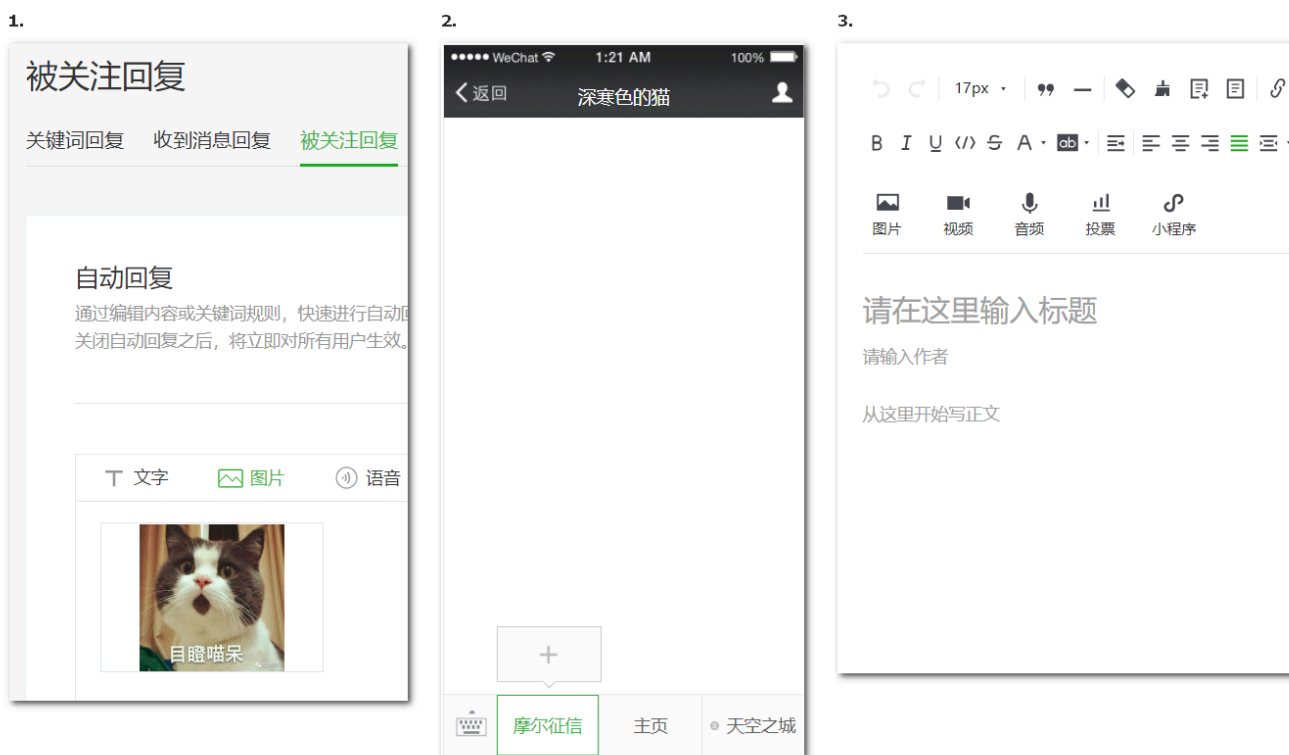 1.
被关注回复
关键词回复 收到消息回复 被关注回复
自动回复
通过编辑内容或关键词规则，快速进行自动回
关闭自动回复之后，将立即对所有用户生效。
文字 图片 语音
目瞪喵呆
2.
WeChat 1:21 AM 100%
返回 深寒色的猫
摩尔征信 主页 天空之城
3.
17px
B I U </> S A ab
图片 视频 音频 投票 小程序
请在这里输入标题
请输入作者
从这里开始写正文